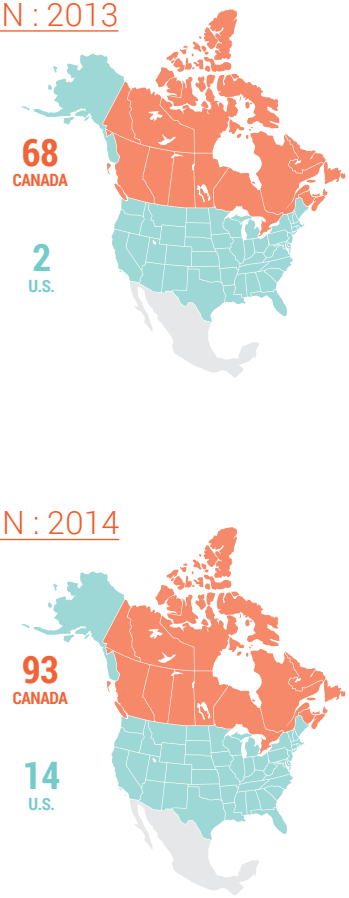 N : 2013
68
CANADA
2
U.S.
N : 2014
93
CANADA
14
U.S.